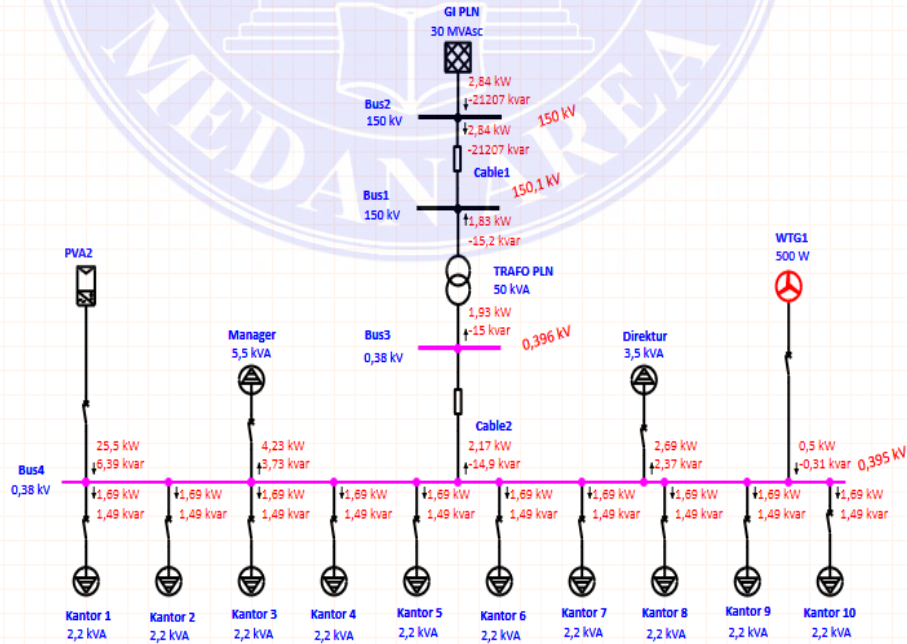 GI PLN
30 MVAsc
2,84 kW
-21207 kvar
Bus2
150 kV
150 kV
2,84 kW
-21207 kvar
Cable1
150,1 kV
Bus1
150 kV
1,83 kW
-15,2 kvar
PVA2
WTG1
500 W
TRAFO PLN
50 kVA
1,93 kW
-15 kvar
Bus3
0,38 kV
0,396 kV
Manager
5,5 kVA
Direktur
3,5 kVA
Cable2
25,5 kW
6,39 kvar
4,23 kW
3,73 kvar
2,17 kW
-14,9 kvar
2,69 kW
2,37 kvar
0,5 kW
-0,31 kvar
0,395 kV
Bus4
0,38 kV
1,69 kW 1,69 kW 1,69 kW 1,69 kW 1,69 kW 1,69 kW 1,69 kW 1,69 kW 1,69 kW 1,69 kW
1,49 kvar 1,49 kvar 1,49 kvar 1,49 kvar 1,49 kvar 1,49 kvar 1,49 kvar 1,49 kvar 1,49 kvar 1,49 kvar
Kantor 1 Kantor 2 Kantor 3 Kantor 4 Kantor 5 Kantor 6 Kantor 7 Kantor 8 Kantor 9 Kantor 10
2,2 kVA 2,2 kVA 2,2 kVA 2,2 kVA 2,2 kVA 2,2 kVA 2,2 kVA 2,2 kVA 2,2 kVA 2,2 kVA
MEDAN AREA